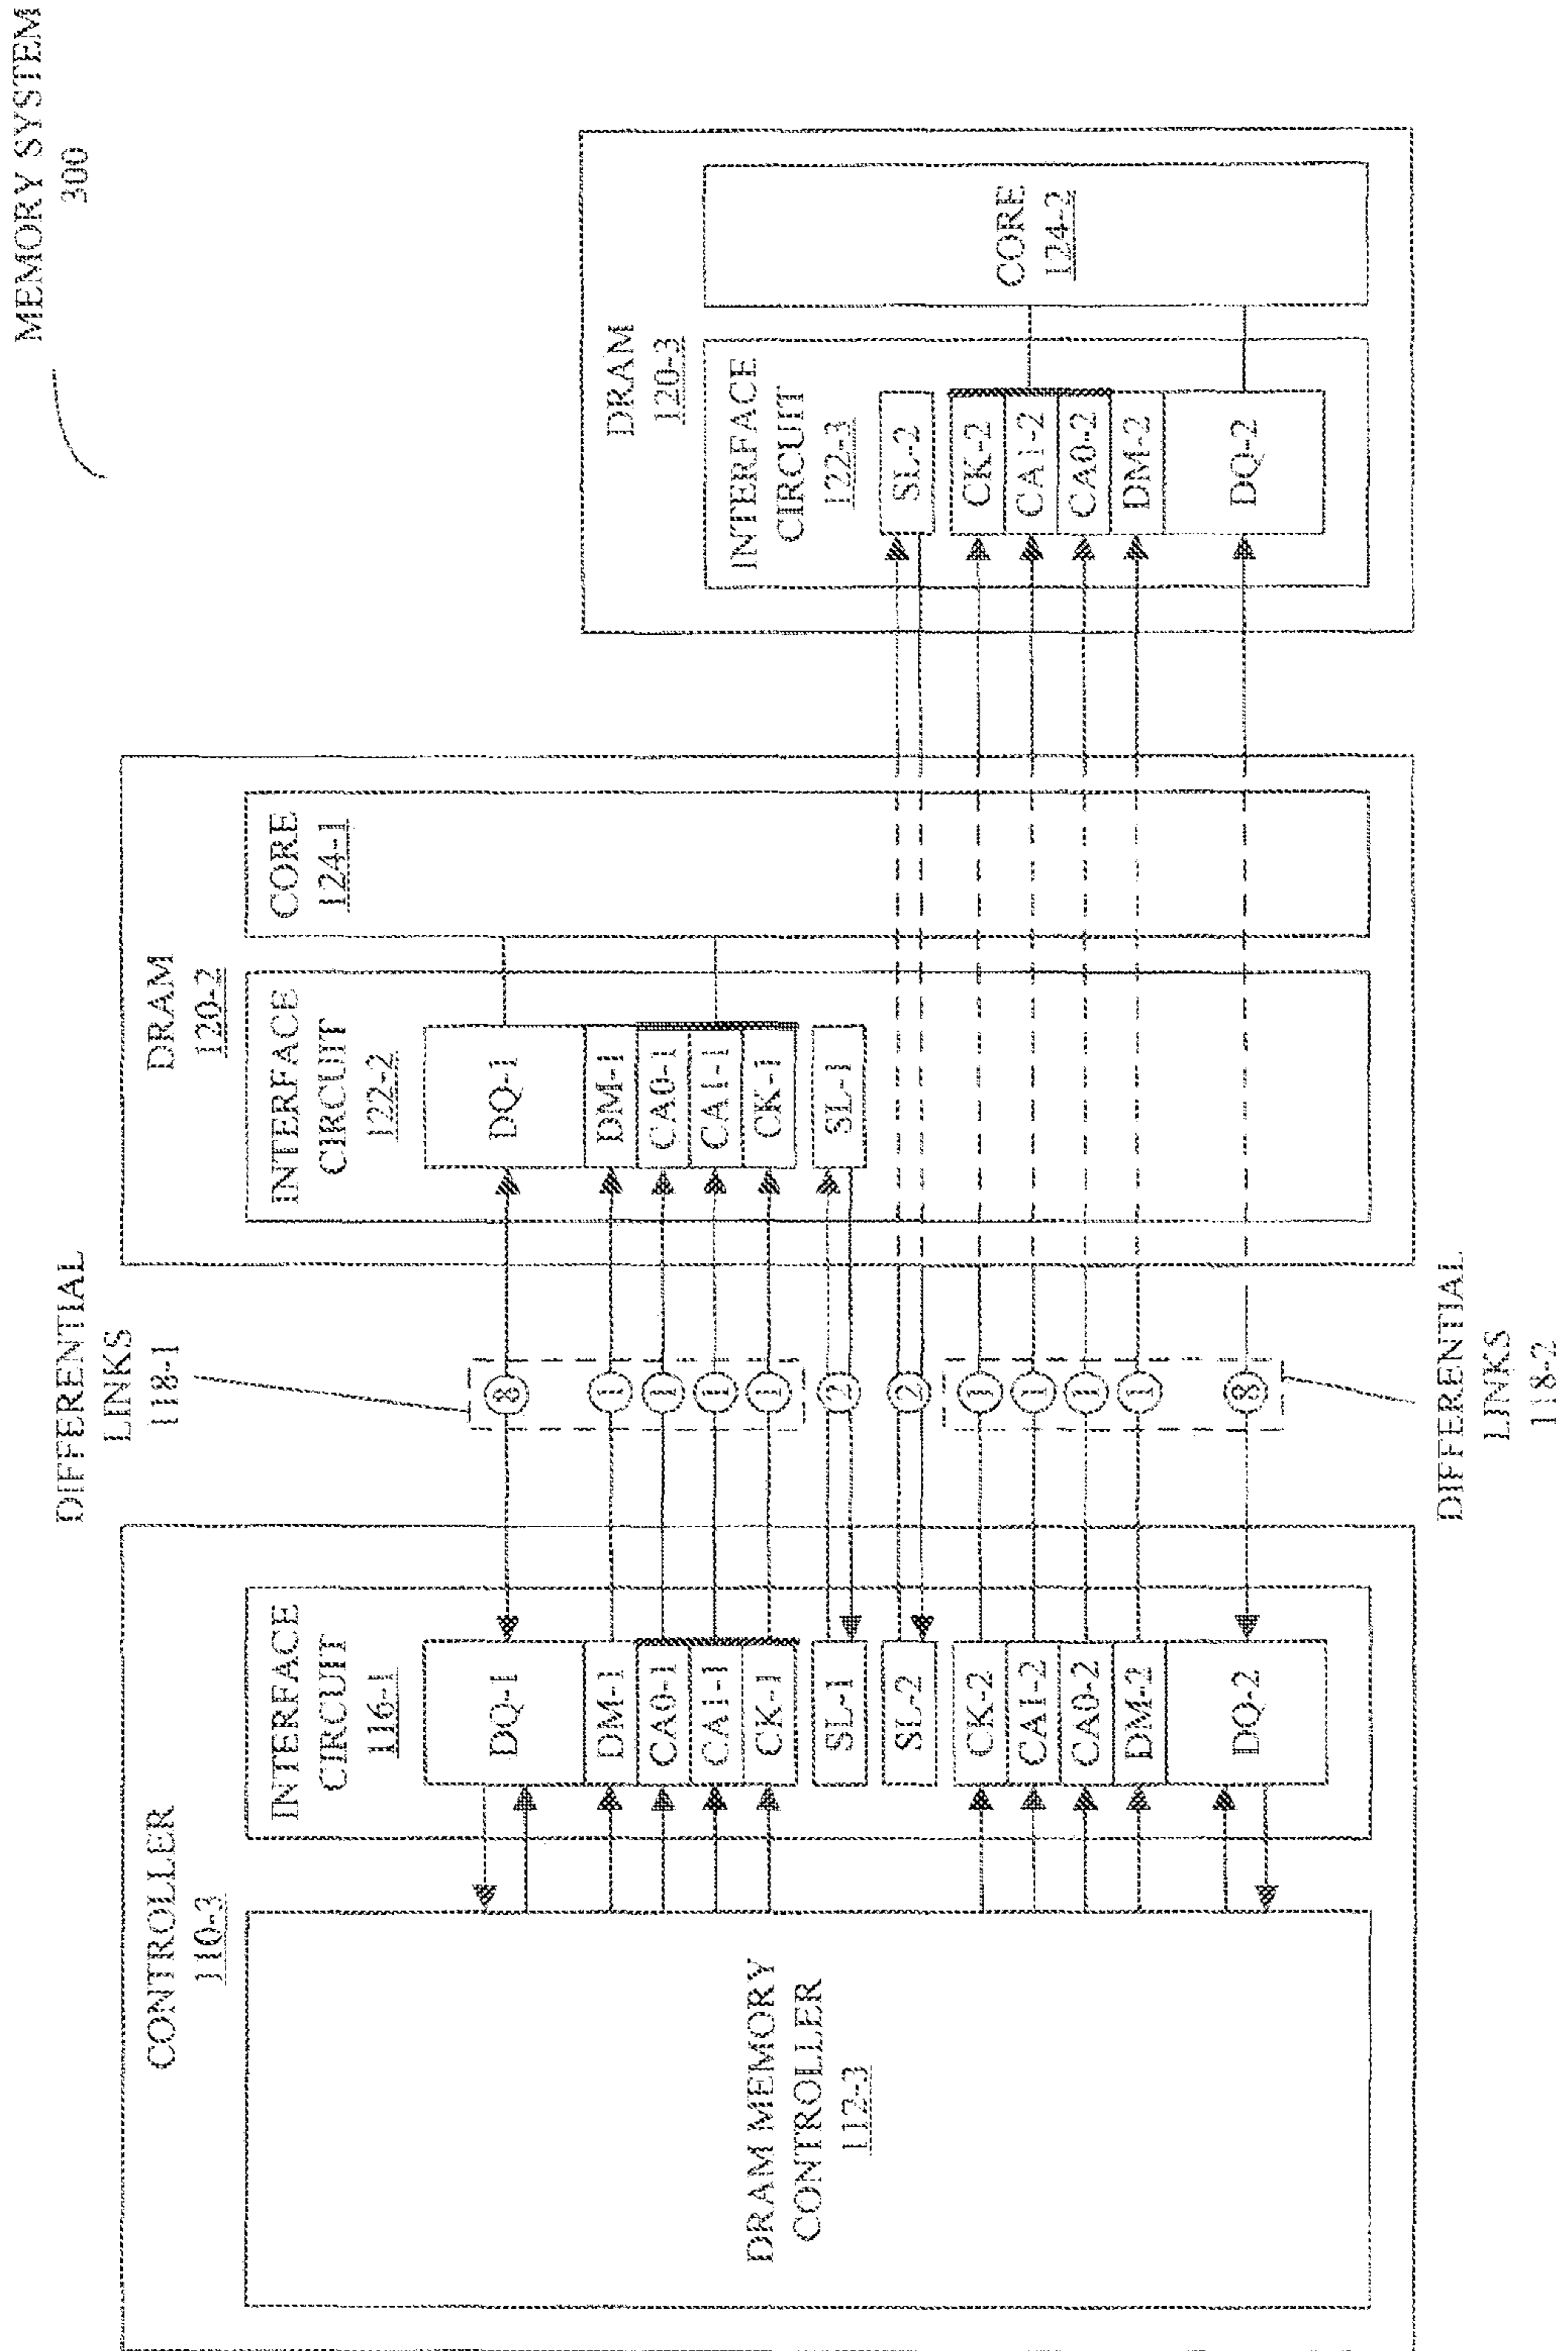 MEMORY SYSTEM
300
DIFFERENTIAL
LINKS
118-1
CONTROLLER
110-3
DRAM MEMORY
CONTROLLER
112-3
INTERFACE
CIRCUIT
116-1
DQ-1
DM-1
CA0-1
CA1-1
CK-1
SL-1
SL-2
CK-2
CA1-2
CA0-2
DM-2
DQ-2
8
1
1
1
1
2
2
1
1
1
1
8
DRAM
120-2
INTERFACE
CIRCUIT
122-2
DQ-1
DM-1
CA0-1
CA1-1
CK-1
SL-1
CORE
124-1
DRAM
120-3
INTERFACE
CIRCUIT
122-3
SL-2
CK-2
CA1-2
CA0-2
DM-2
DQ-2
CORE
124-2
DIFFERENTIAL
LINKS
118-2